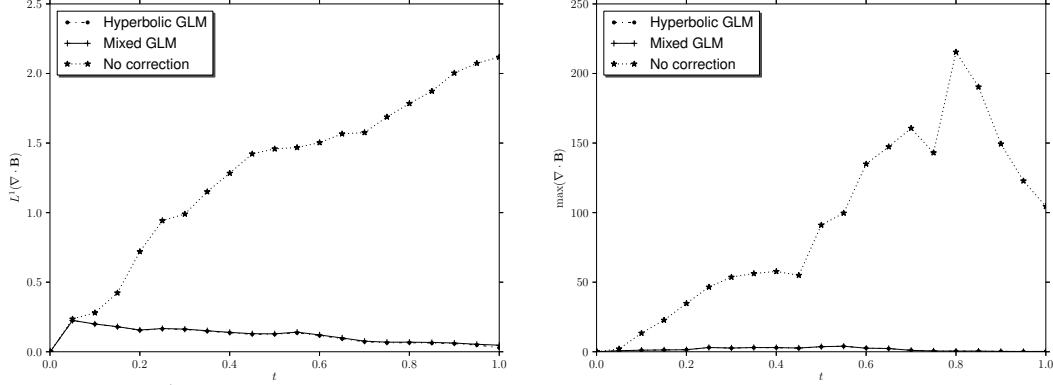 2.5
2.0
1.5
1.0
0.5
0.0
L¹(∇ · B)
Hyperbolic GLM
Mixed GLM
No correction
0.0 0.2 0.4 0.6 0.8 1.0
t
250
200
150
100
50
0
max(∇ · B)
Hyperbolic GLM
Mixed GLM
No correction
0.0 0.2 0.4 0.6 0.8 1.0
t